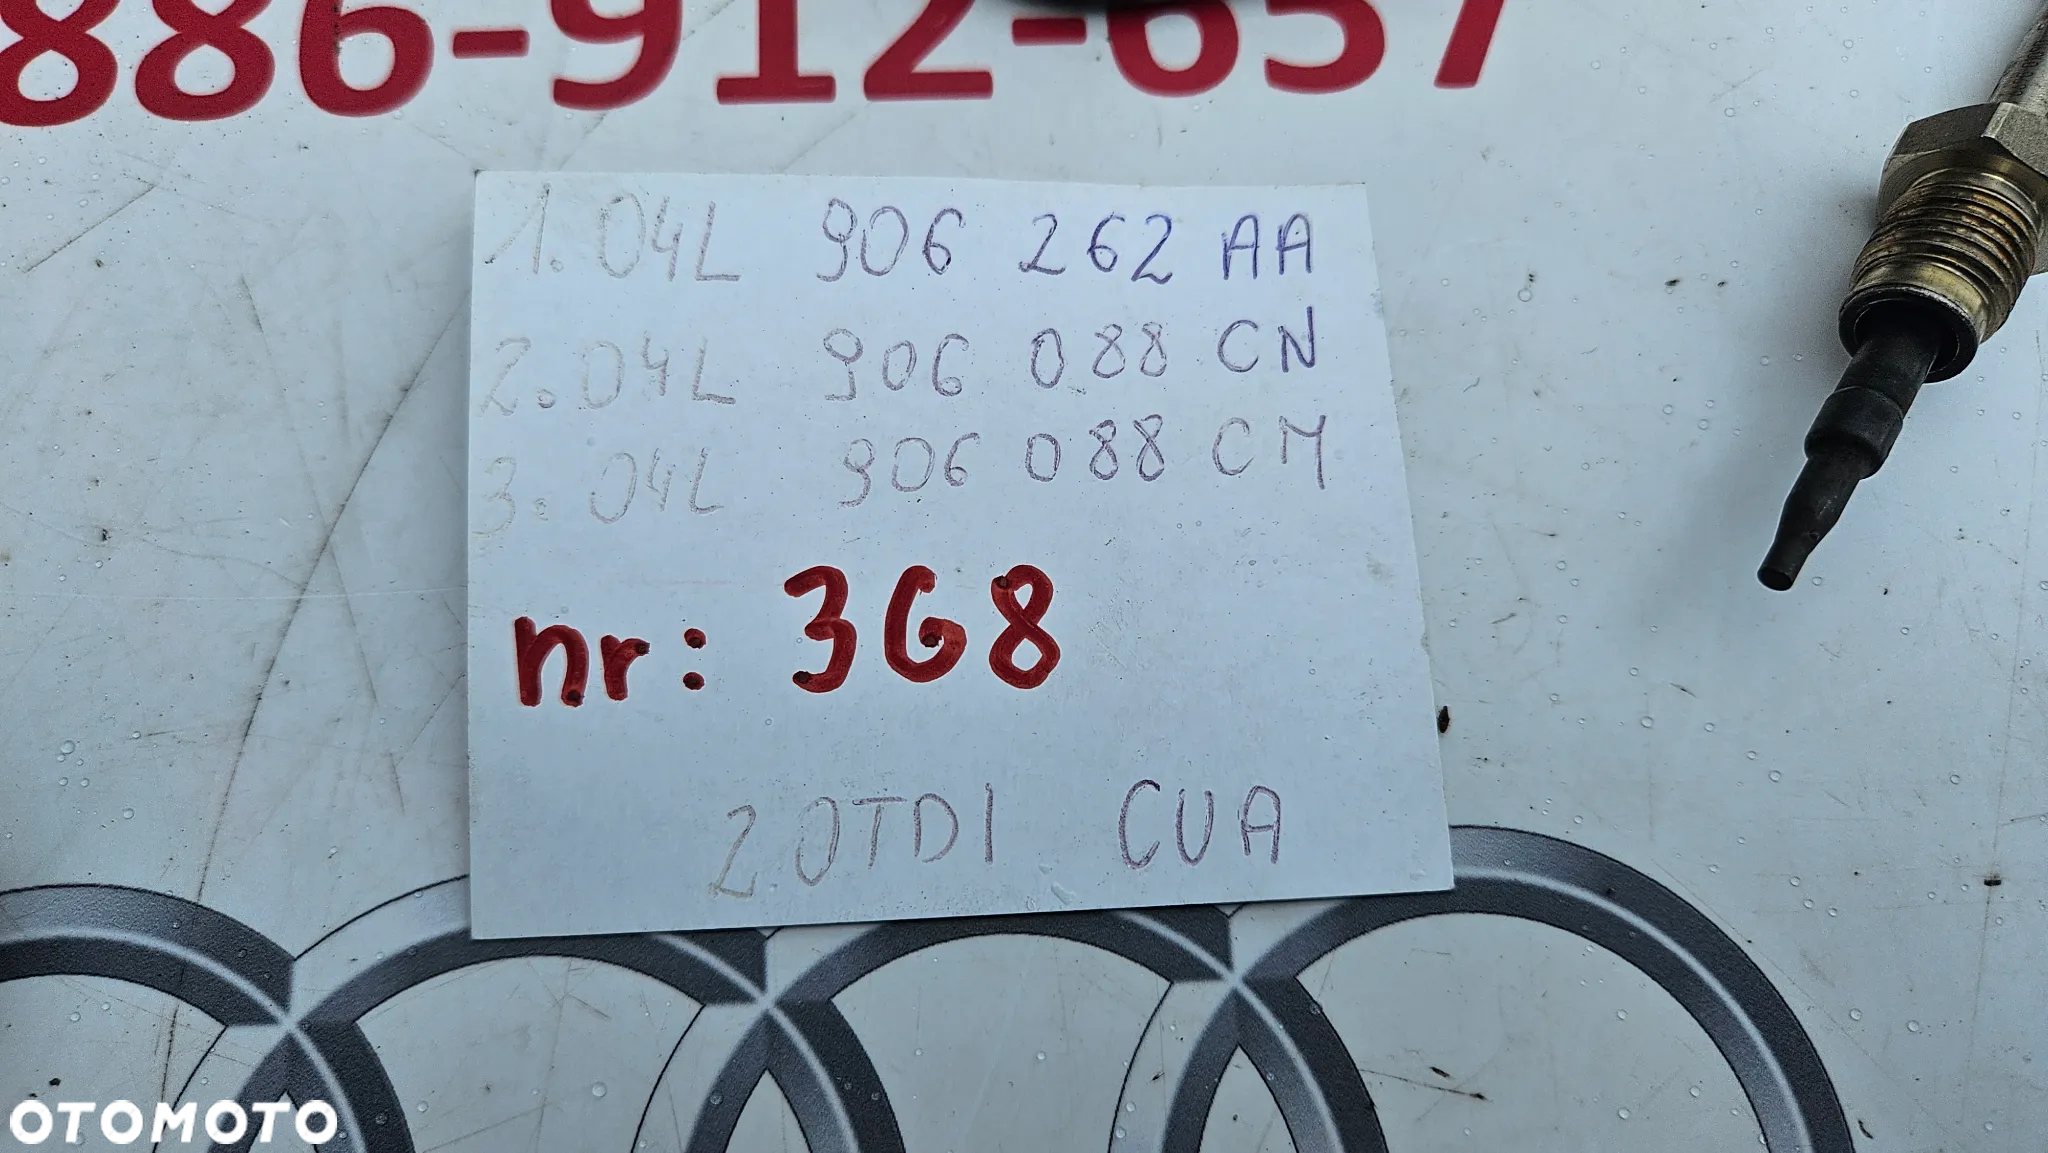 886-912-657
1. 04L 906 262 AA
2. 04L 906 088 CN
3. 04L 906 088 CM
nr: 368
2.0TDI CUA
OTOMOTO